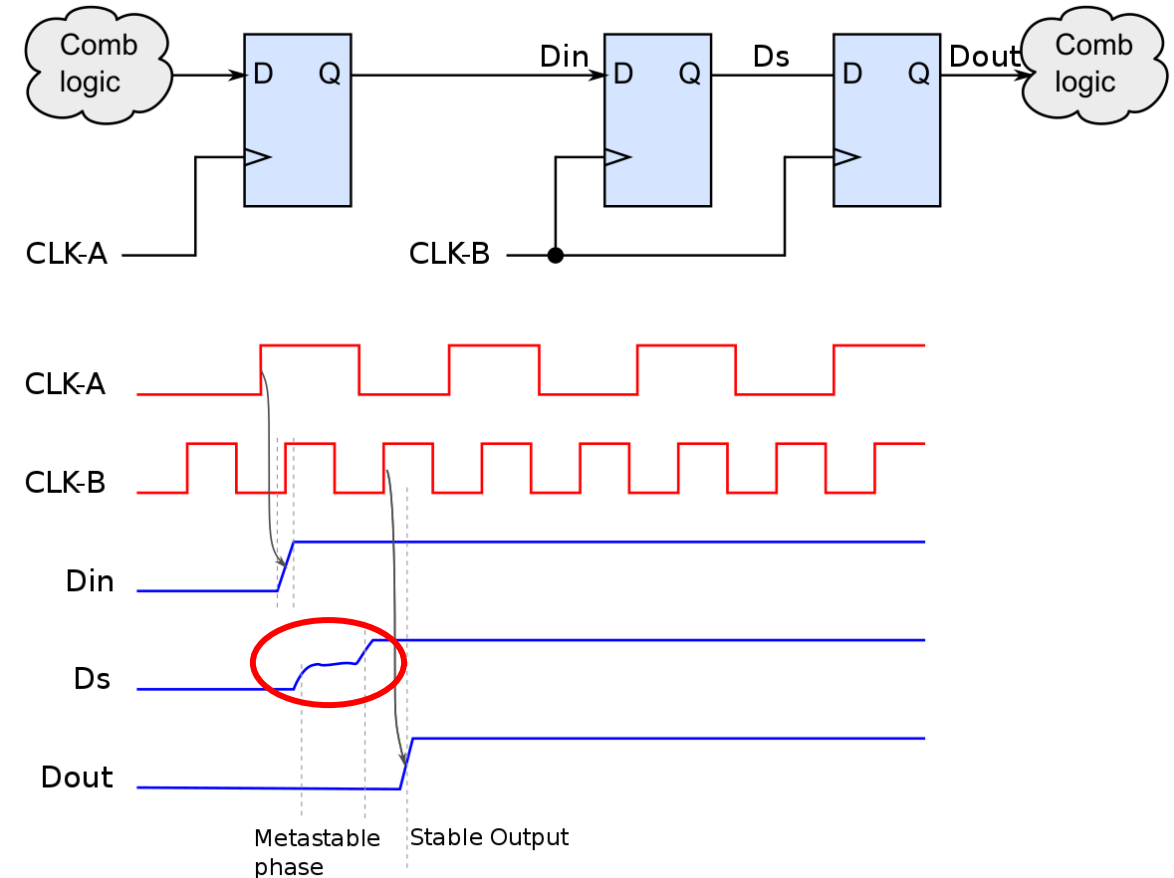 Comb
logic
D Q
Din
D Q
Ds
D Q
Dout
Comb
logic
CLK-A
CLK-B
CLK-A
CLK-B
Din
Ds
Dout
Metastable
phase
Stable Output